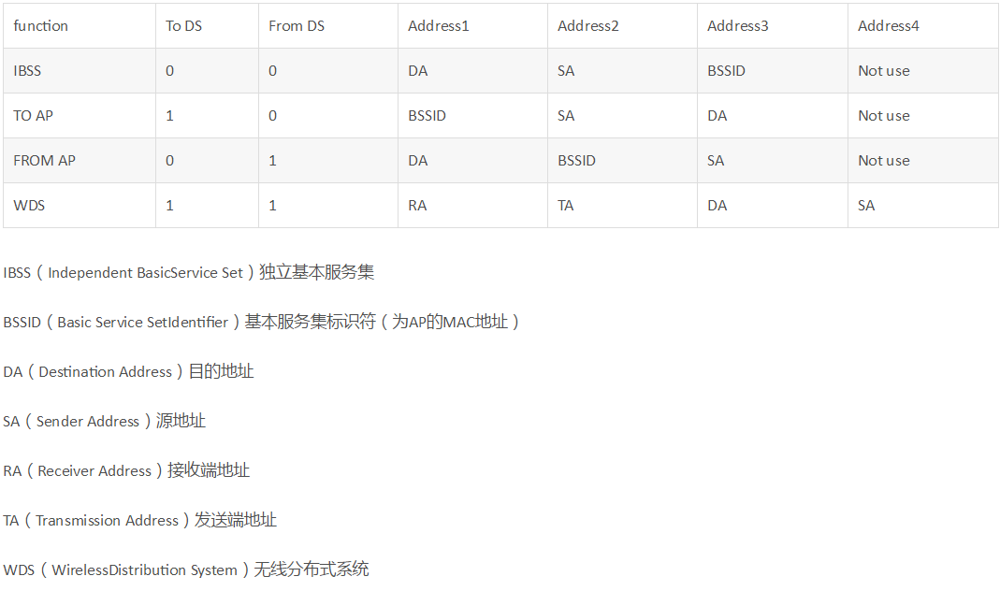 function To DS From DS Address1 Address2 Address3 Address4
IBSS 0 0 DA SA BSSID Not use
TO AP 1 0 BSSID SA DA Not use
FROM AP 0 1 DA BSSID SA Not use
WDS 1 1 RA TA DA SA
IBSS（Independent BasicService Set）独立基本服务集
BSSID（Basic Service SetIdentifier）基本服务集标识符（为AP的MAC地址）
DA（Destination Address）目的地址
SA（Sender Address）源地址
RA（Receiver Address）接收端地址
TA（Transmission Address）发送端地址
WDS（WirelessDistribution System）无线分布式系统